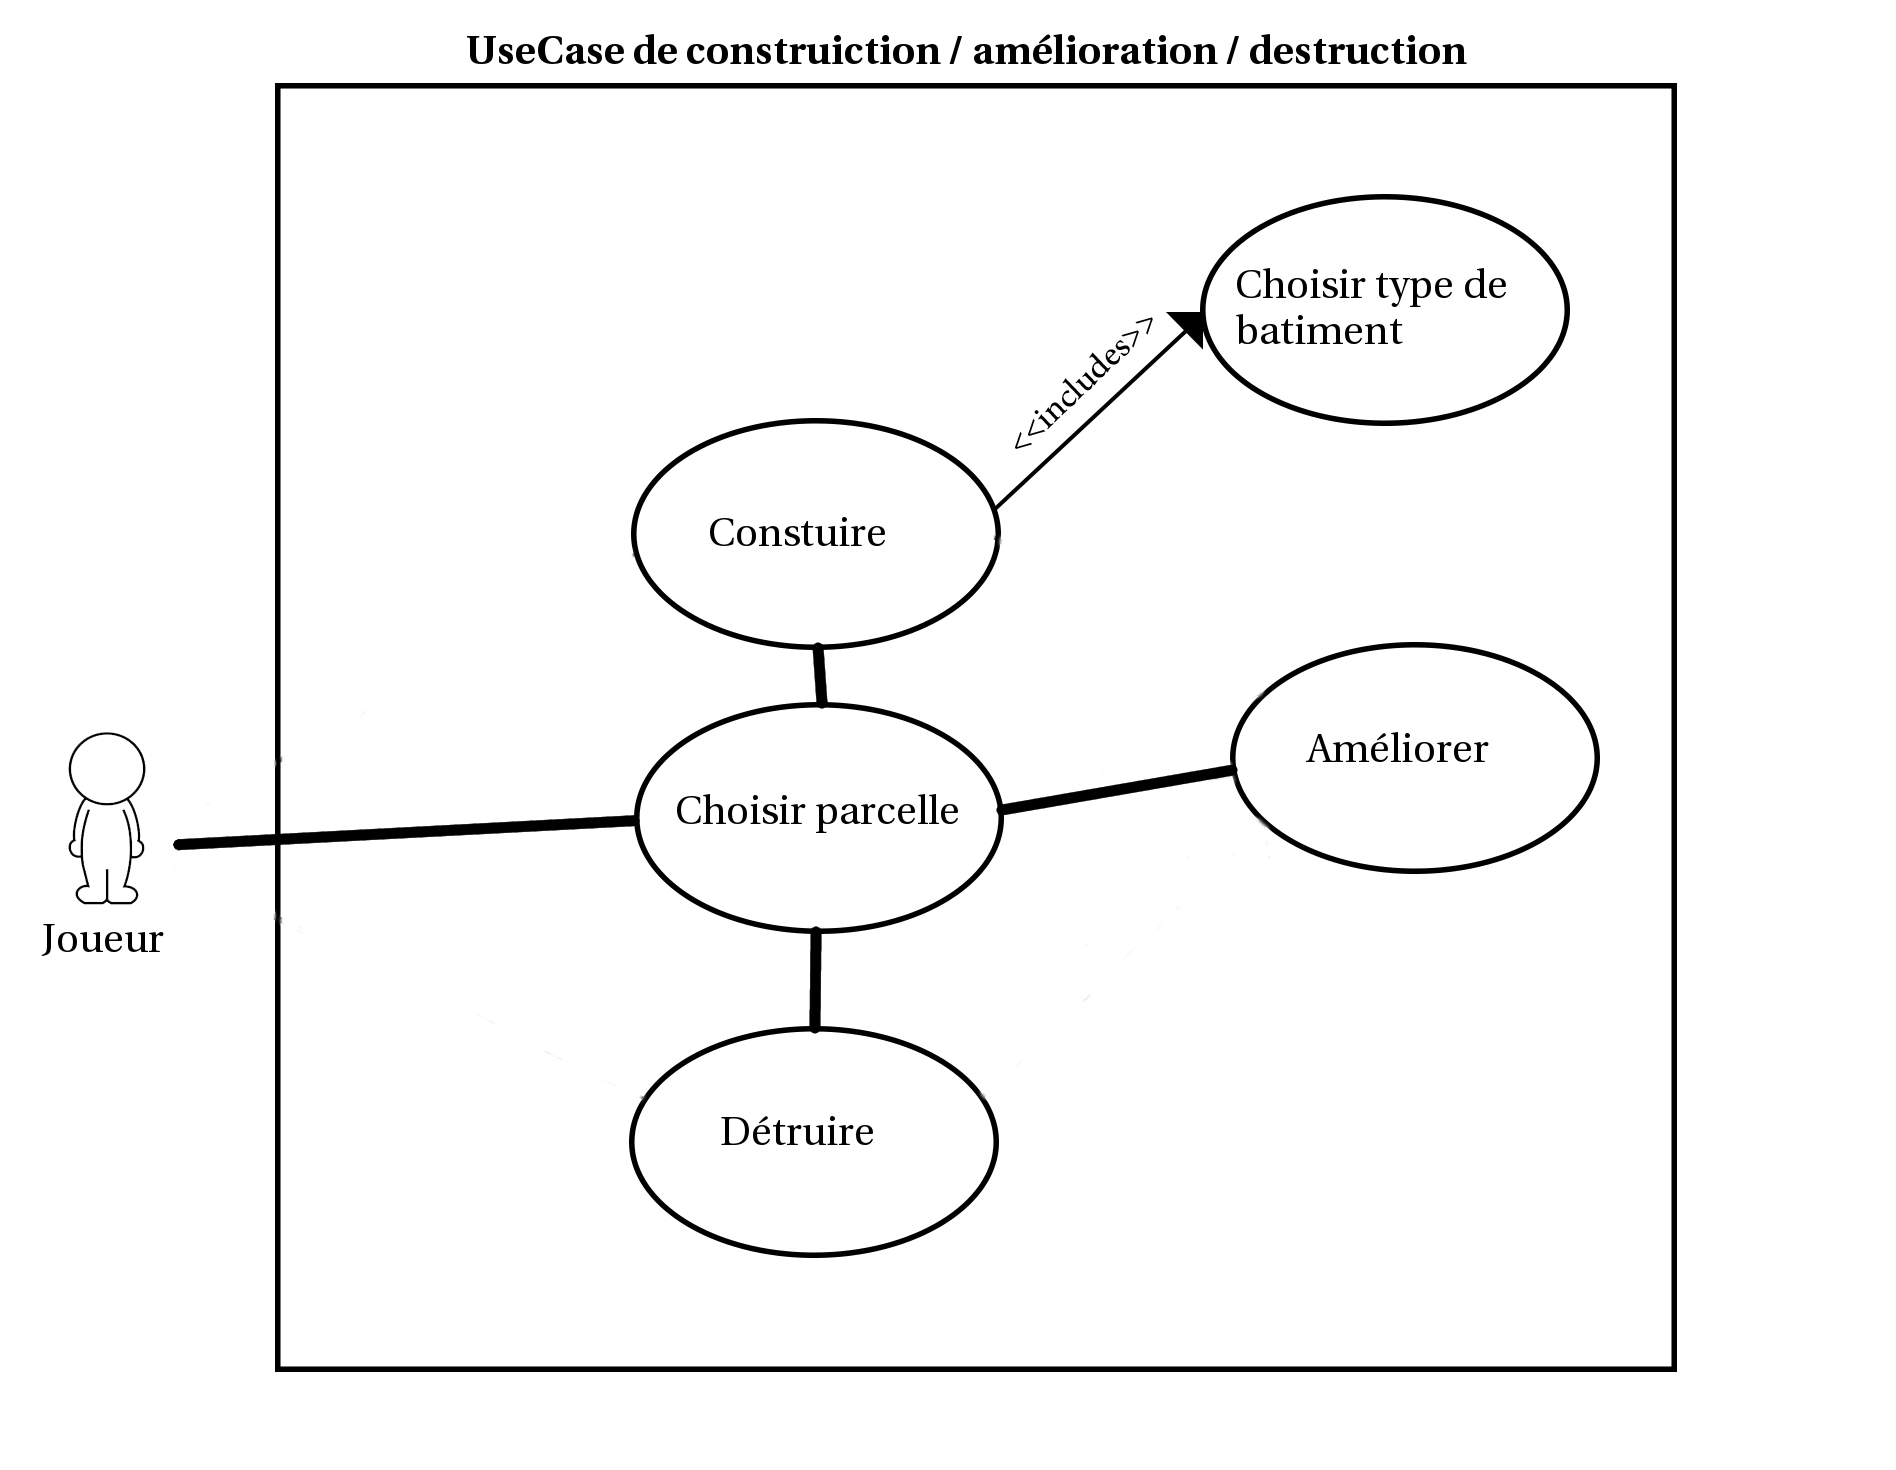 UseCase de construiction / amélioration / destruction
Choisir type de
batiment
<<includes>>
Constuire
Améliorer
Choisir parcelle
Joueur
Détruire